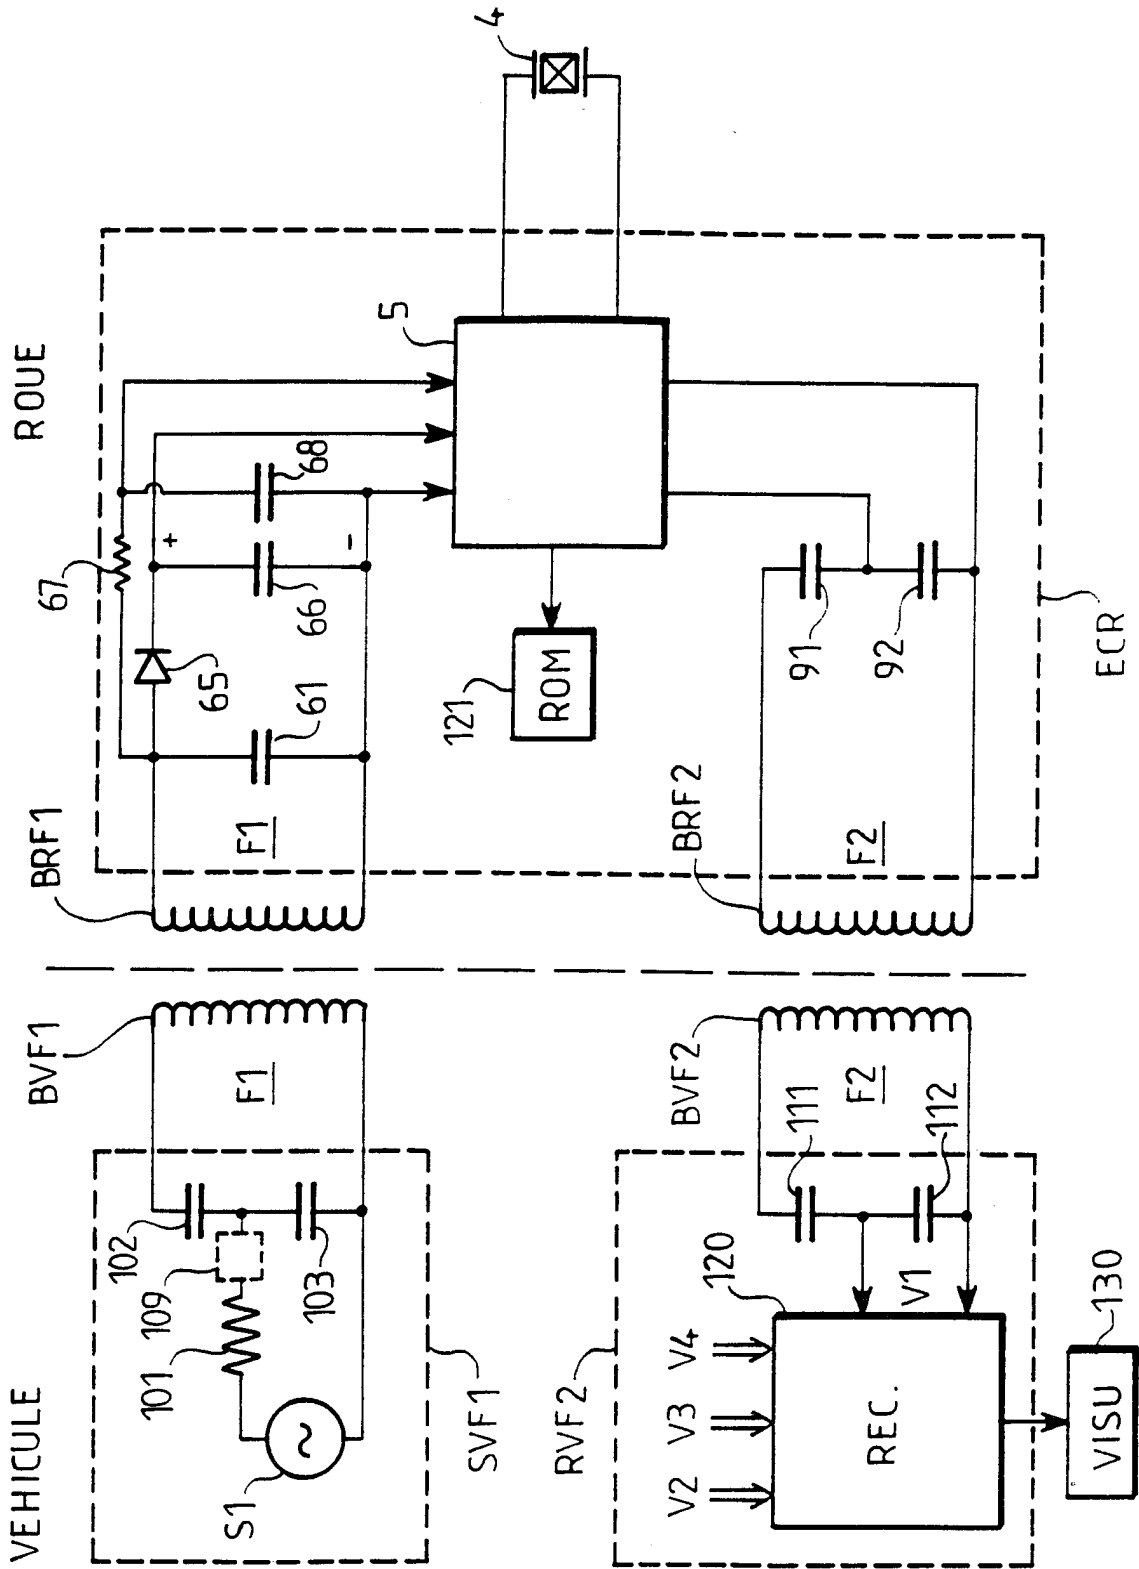 VEHICULE
ROUE
S1
101
109
102
103
SVF1
BVF1
F1
BRF1
F1
61
65
66
67
68
+
-
5
4
121
ROM
V2
V3
V4
V1
120
REC.
RVF2
111
112
BVF2
F2
BRF2
F2
91
92
ECR
VISU
130